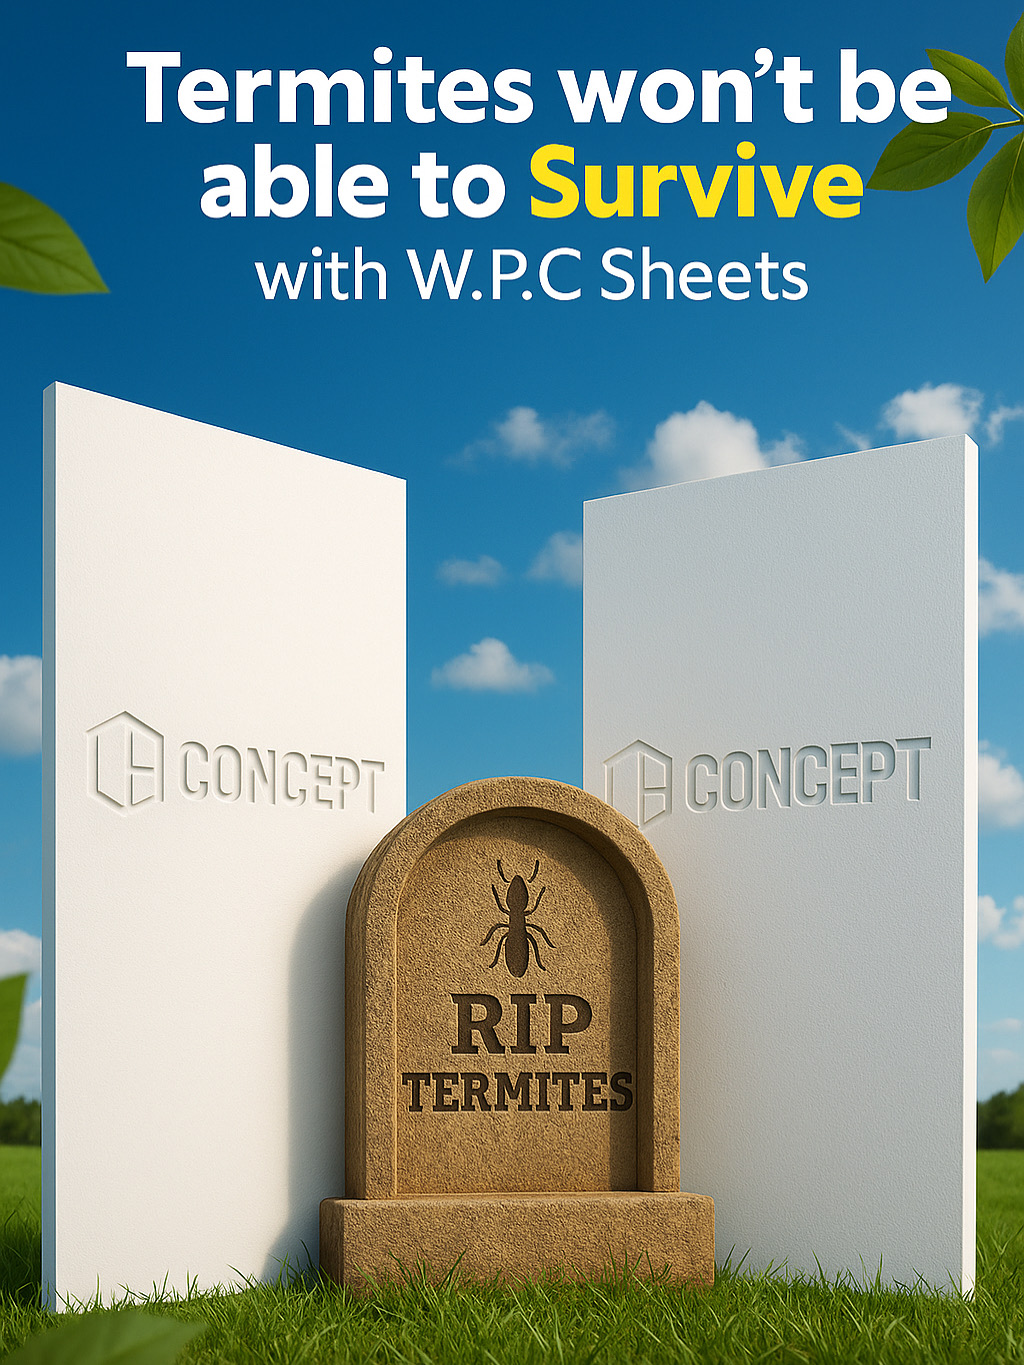 Termites won't be
able to Survive
with W.P.C Sheets
CONCEPT
CONCEPT
RIP
TERMITES